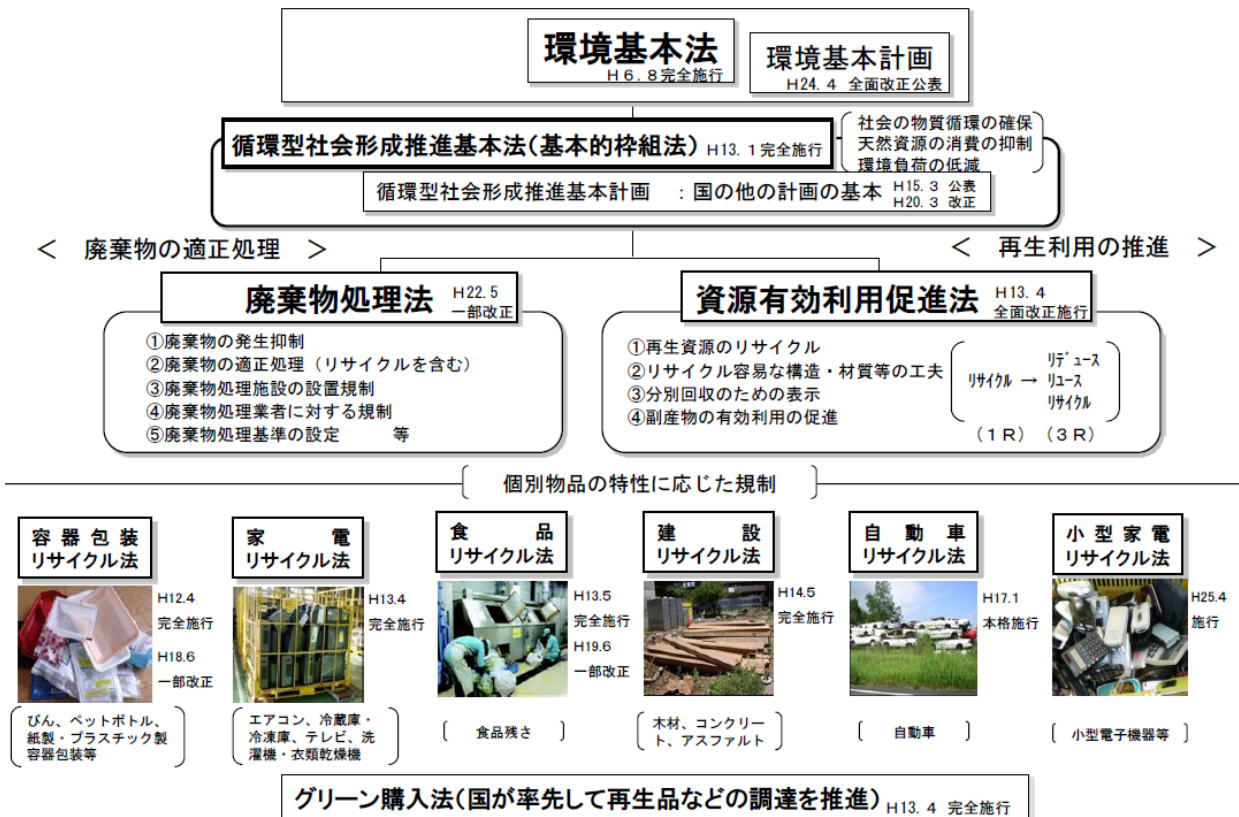 環境基本法
H6.8完全施行
環境基本計画
H24.4 全面改正公表
循環型社会形成推進基本法(基本的枠組法) H13.1完全施行
社会の物質循環の確保
天然資源の消費の抑制
環境負荷の低減
循環型社会形成推進基本計画 :国の他の計画の基本 H15.3 公表
H20.3 改正
< 廃棄物の適正処理 >
< 再生利用の推進 >
廃棄物処理法 H22.5
一部改正
①廃棄物の発生抑制
②廃棄物の適正処理(リサイクルを含む)
③廃棄物処理施設の設置規制
④廃棄物処理業者に対する規制
⑤廃棄物処理基準の設定 等
資源有効利用促進法 H13.4
全面改正施行
①再生資源のリサイクル
②リサイクル容易な構造・材質等の工夫
③分別回収のための表示
④副産物の有効利用の促進
リサイクル → リデュース
リユース
リサイクル
(1R) (3R)
個別物品の特性に応じた規制
容器包装
リサイクル法
H12.4
完全施行
H18.6
一部改正
びん、ペットボトル、
紙製・プラスチック製
容器包装等
家電
リサイクル法
H13.4
完全施行
エアコン、冷蔵庫・
冷凍庫、テレビ、洗
濯機・衣類乾燥機
食品
リサイクル法
H13.5
完全施行
H19.6
一部改正
食品残さ
建設
リサイクル法
H14.5
完全施行
木材、コンクリー
ト、アスファルト
自動車
リサイクル法
H17.1
本格施行
自動車
小型家電
リサイクル法
H25.4
施行
小型電子機器等
グリーン購入法(国が率先して再生品などの調達を推進) H13.4 完全施行